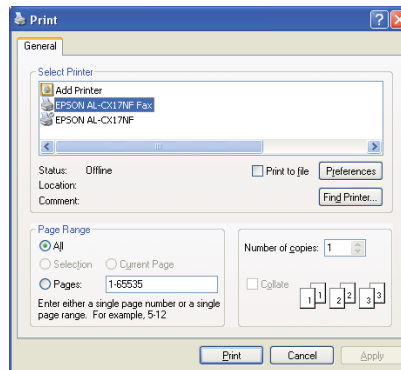 Print
General
Select Printer
Add Printer
EPSON AL-CX17NF Fax
EPSON AL-CX17NF
Status: Offline
Location:
Comment:
Print to file
Preferences
Find Printer...
Page Range
All
Selection Current Page
Pages: 1-65535
Enter either a single page number or a single
page range. For example, 5-12
Number of copies: 1
Collate
1 1 2 2 3 3
Print Cancel Apply